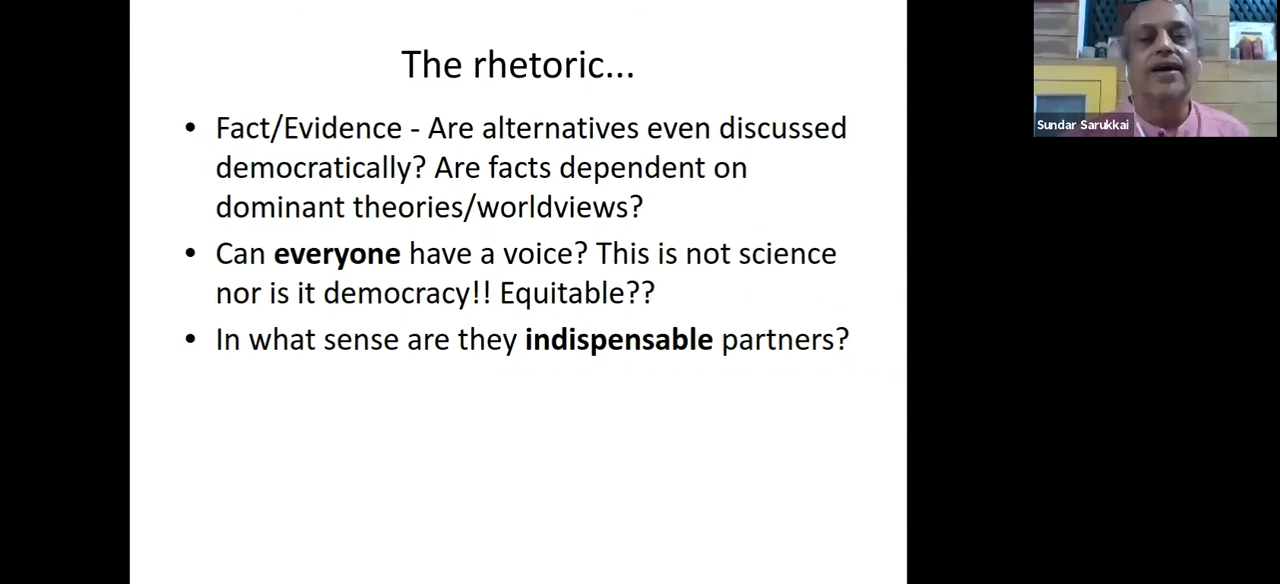 The rhetoric...
• Fact/Evidence - Are alternatives even discussed
democratically? Are facts dependent on
dominant theories/worldviews?
• Can everyone have a voice? This is not science
nor is it democracy!! Equitable??
• In what sense are they indispensable partners?
Sundar Sarukkai